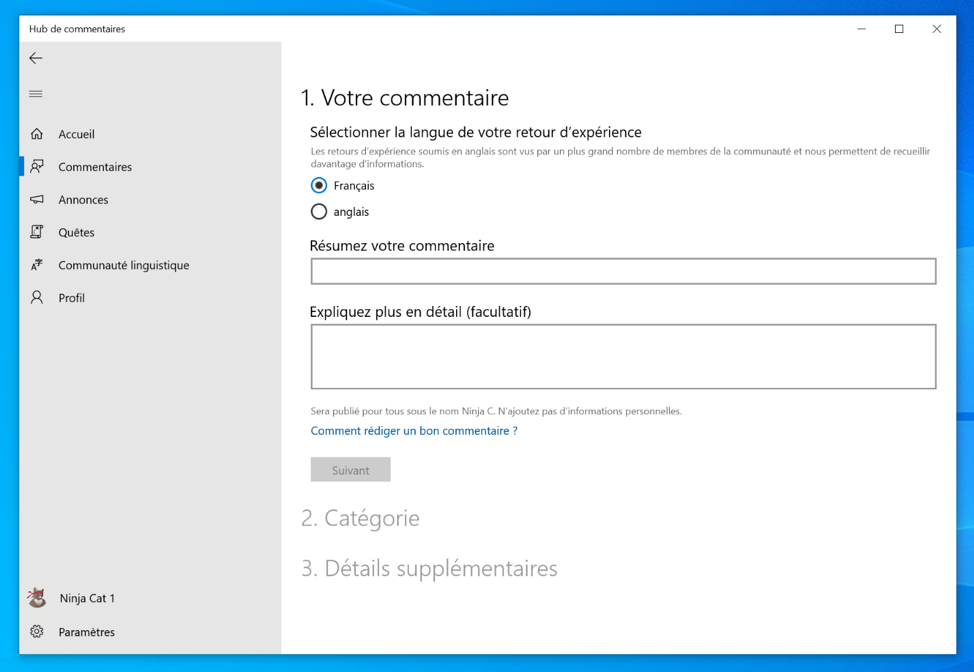 Hub de commentaires
Accueil
Commentaires
Annonces
Quêtes
Communauté linguistique
Profil
Ninja Cat 1
Paramètres
1. Votre commentaire
Sélectionner la langue de votre retour d’expérience
Les retours d’expérience soumis en anglais sont vus par un plus grand nombre de membres de la communauté et nous permettent de recueillir
davantage d’informations.
Français
anglais
Résumez votre commentaire
Expliquez plus en détail (facultatif)
Sera publié pour tous sous le nom Ninja C. N’ajoutez pas d’informations personnelles.
Comment rédiger un bon commentaire ?
Suivant
2. Catégorie
3. Détails supplémentaires